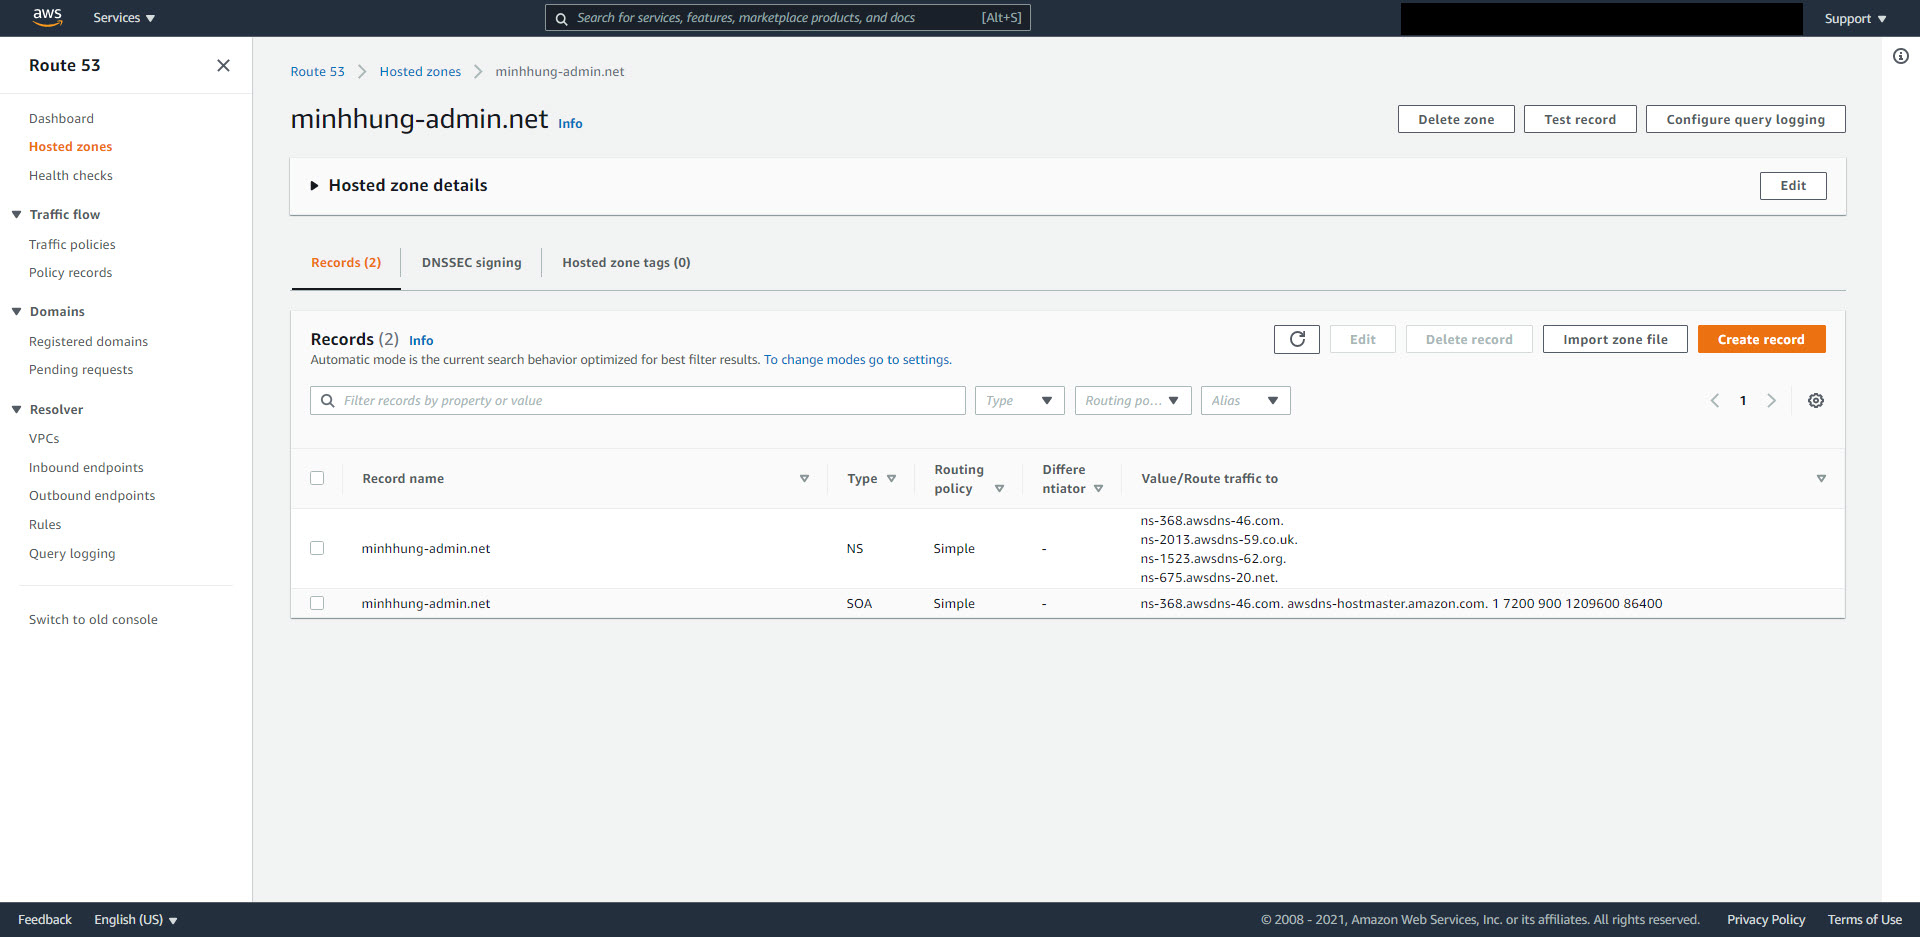 aws Services Search for services, features, marketplace products, and docs [Alt+S] Support
Route 53
Dashboard
Hosted zones
Health checks
Traffic flow
Traffic policies
Policy records
Domains
Registered domains
Pending requests
Resolver
VPCs
Inbound endpoints
Outbound endpoints
Rules
Query logging
Switch to old console
Route 53 Hosted zones minhhung-admin.net
minhhung-admin.net Info Delete zone Test record Configure query logging
Hosted zone details Edit
Records (2) DNSSEC signing Hosted zone tags (0)
Records (2) Info Edit Delete record Import zone file Create record
Automatic mode is the current search behavior optimized for best filter results. To change modes go to settings.
Filter records by property or value Type Routing po... Alias 1
Record name Type Routing policy Differe ntiator Value/Route traffic to
minhhung-admin.net NS Simple - ns-368.awsdns-46.com.
ns-2013.awsdns-59.co.uk.
ns-1523.awsdns-62.org.
ns-675.awsdns-20.net.
minhhung-admin.net SOA Simple - ns-368.awsdns-46.com. awsdns-hostmaster.amazon.com. 1 7200 900 1209600 86400
Feedback English (US) © 2008 - 2021, Amazon Web Services, Inc. or its affiliates. All rights reserved. Privacy Policy Terms of Use